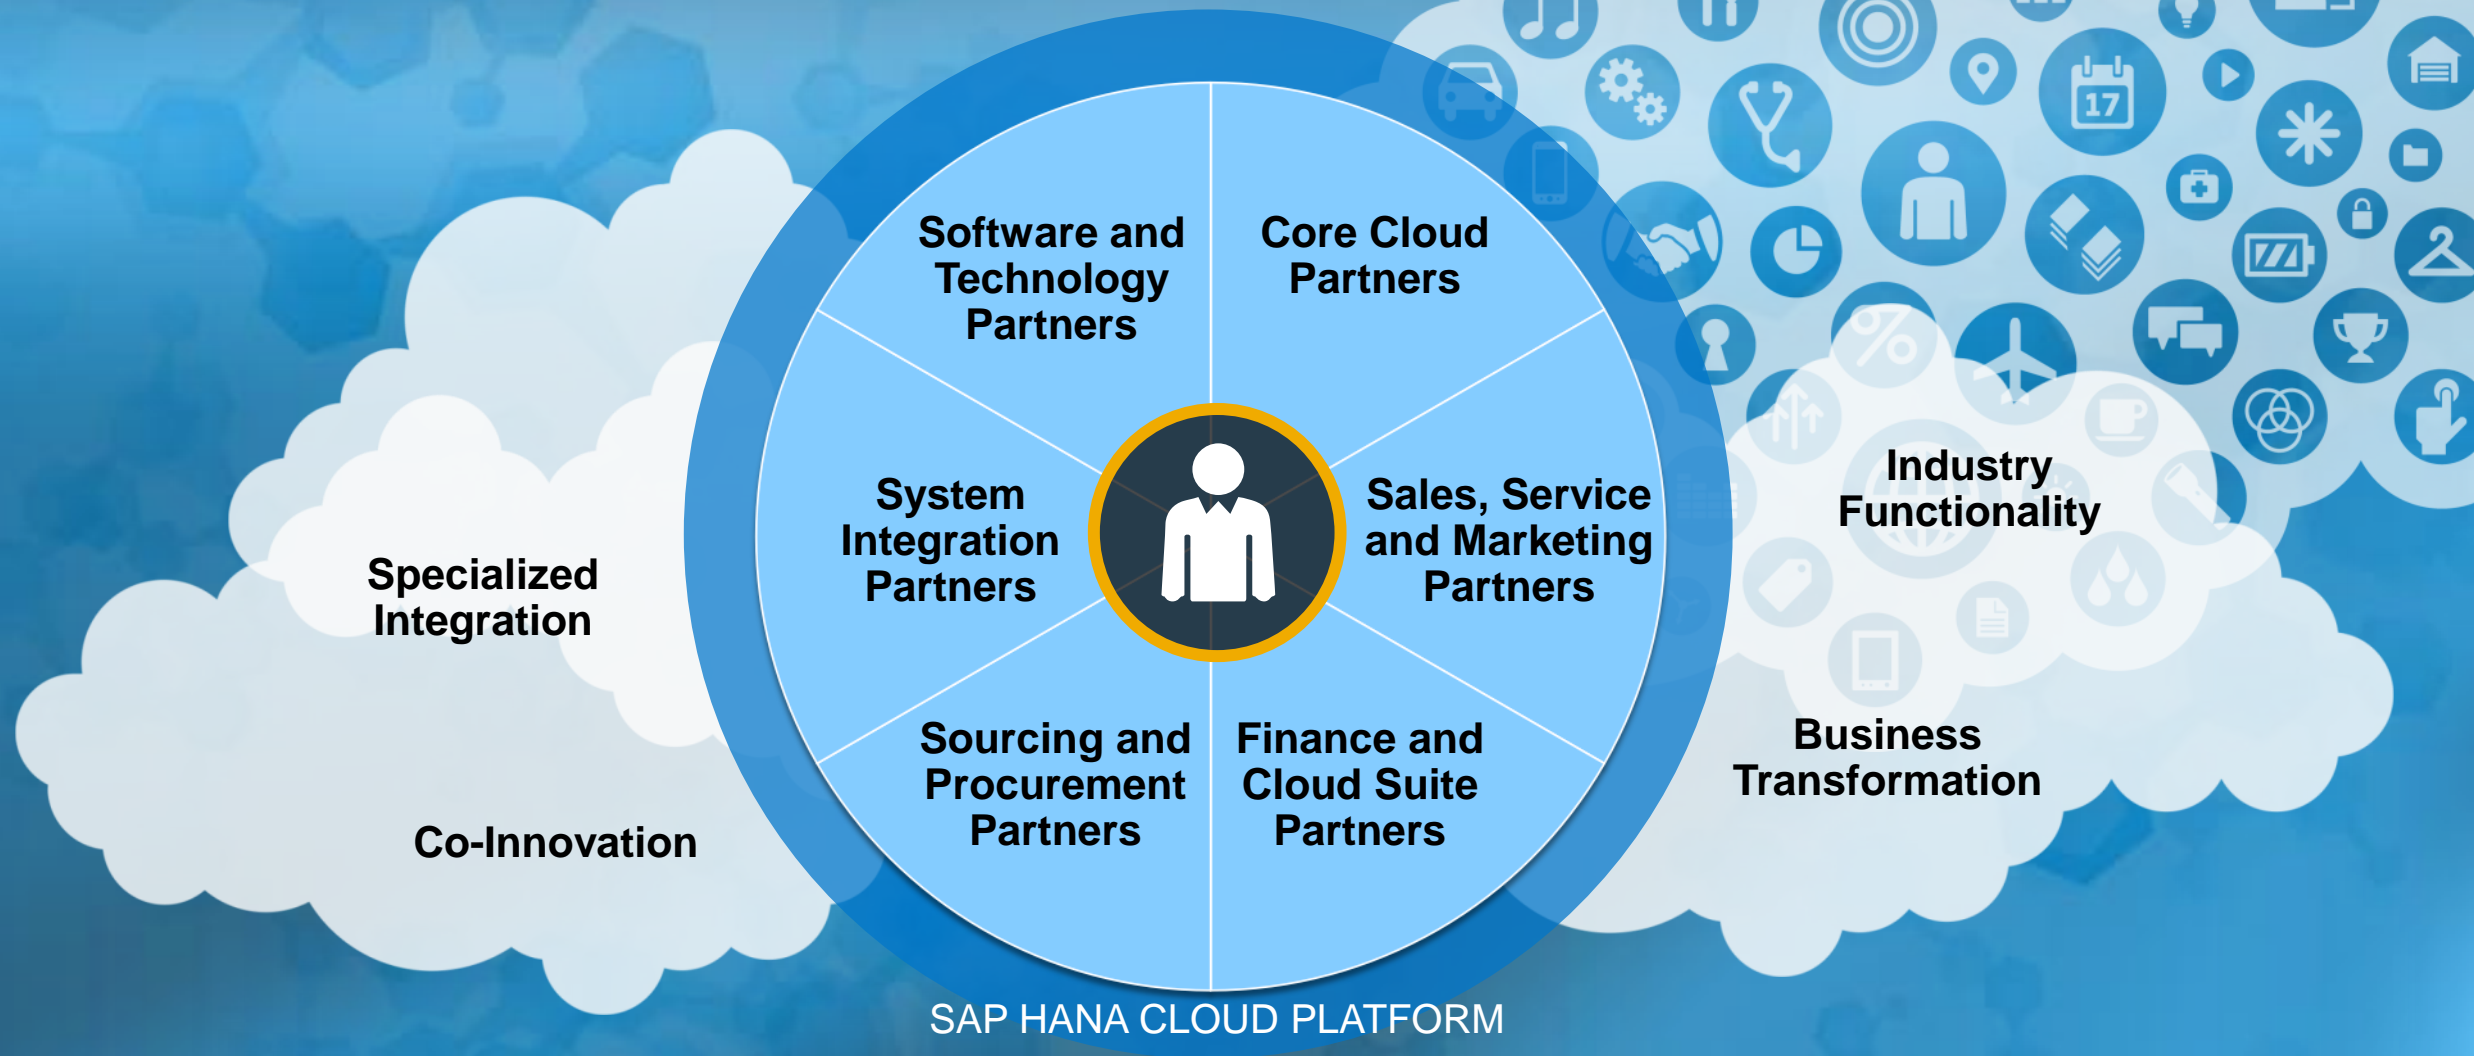 17
Software and
Technology
Partners
Core Cloud
Partners
System
Integration
Partners
Sales, Service
and Marketing
Partners
Industry
Functionality
Specialized
Integration
Sourcing and
Procurement
Partners
Finance and
Cloud Suite
Partners
Business
Transformation
Co-Innovation
SAP HANA CLOUD PLATFORM